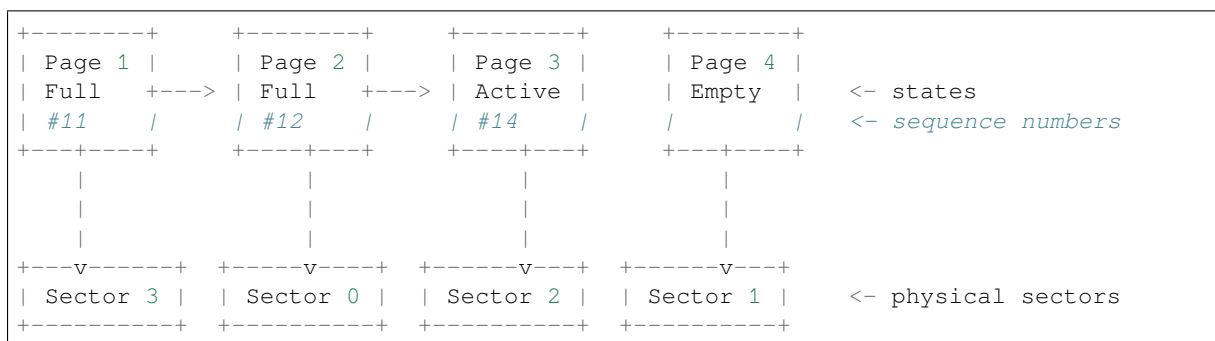 +--------+     +--------+     +--------+     +--------+
| Page 1 |     | Page 2 |     | Page 3 |     | Page 4 |
| Full   +---> | Full   +---> | Active |     | Empty  |   <- states
| #11    |     | #12    |     | #14    |     |        |   <- sequence numbers
+---+----+     +----+---+     +----+---+     +---+----+
    |               |              |             |
    |               |              |             |
    |               |              |             |
+---v------+  +-----v----+  +------v---+  +------v---+
| Sector 3 |  | Sector 0 |  | Sector 2 |  | Sector 1 |    <- physical sectors
+----------+  +----------+  +----------+  +----------+